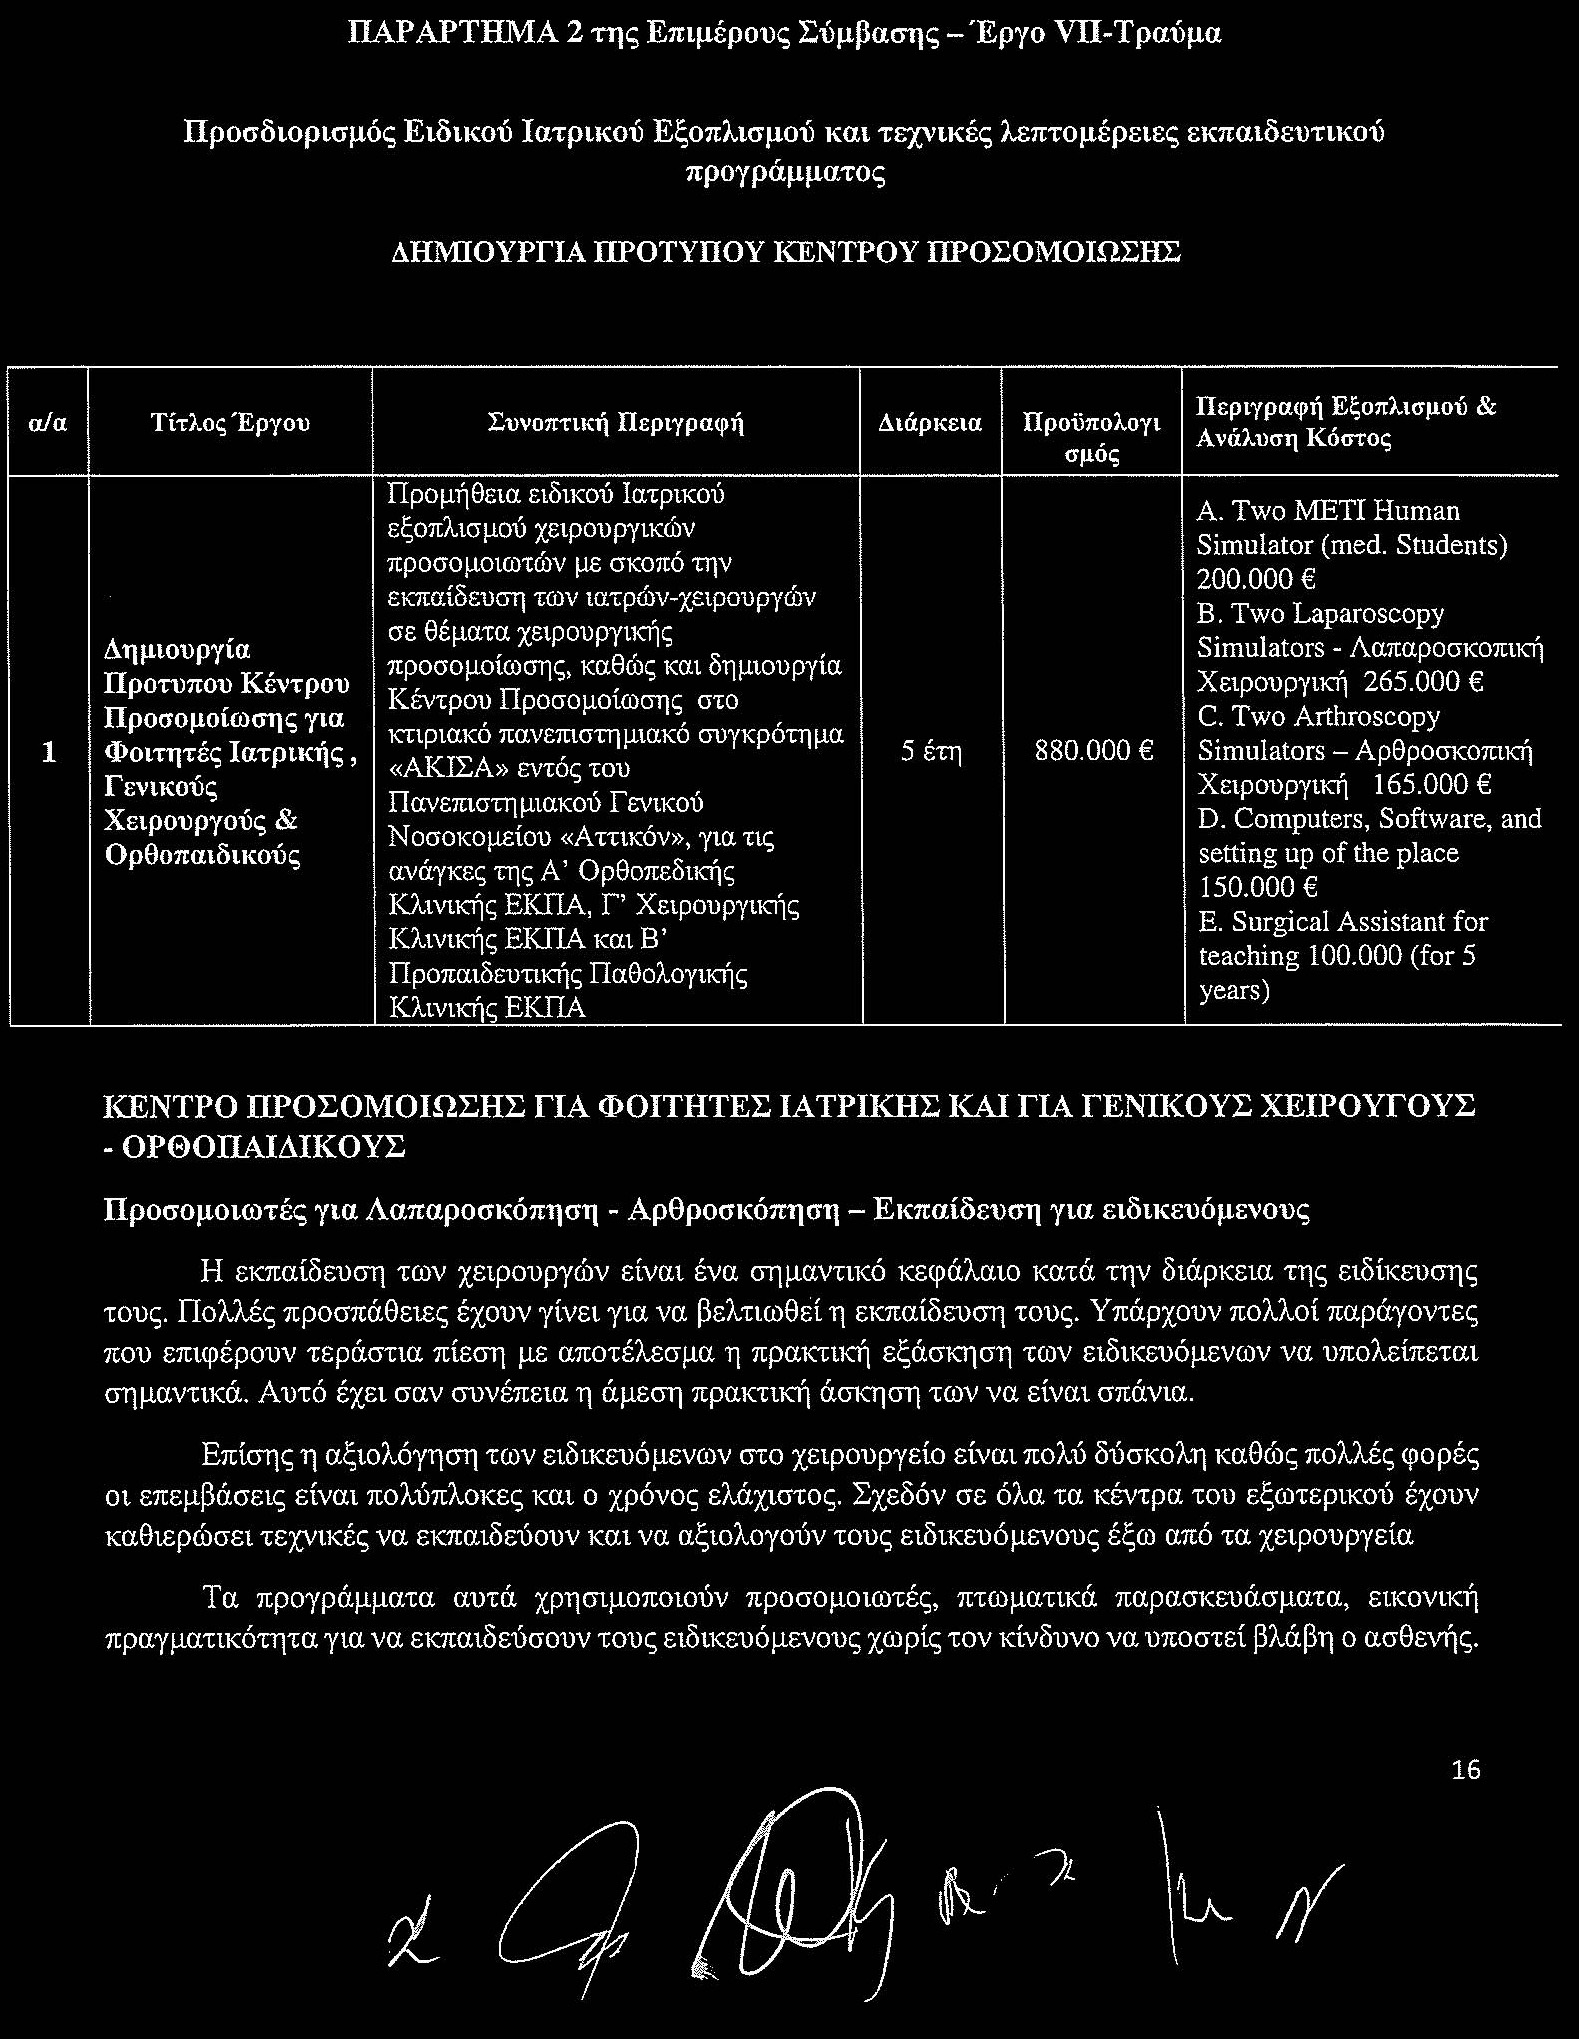 ΠΑΡΑΡΤΗΜΑ 2 της Επιμέρους Σύμβασης – Έργο VII-Τραύμα
Προσδιορισμός Ειδικού Ιατρικού Εξοπλισμού και τεχνικές λεπτομέρειες εκπαιδευτικού
προγράμματος
ΔΗΜΙΟΥΡΓΙΑ ΠΡΟΤΥΠΟΥ ΚΕΝΤΡΟΥ ΠΡΟΣΟΜΟΙΩΣΗΣ
α/α
Τίτλος Έργου
Συνοπτική Περιγραφή
Διάρκεια
Προϋπολογι
σμός
Περιγραφή Εξοπλισμού &
Ανάλυση Κόστος
1
Δημιουργία
Προτυπου Κέντρου
Προσομοίωσης για
Φοιτητές Ιατρικής ,
Γενικούς
Χειρουργούς &
Ορθοπαιδικούς
Προμήθεια ειδικού Ιατρικού
εξοπλισμού χειρουργικών
προσομοιωτών με σκοπό την
εκπαίδευση των ιατρών-χειρουργών
σε θέματα χειρουργικής
προσομοίωσης, καθώς και δημιουργία
Κέντρου Προσομοίωσης στο
κτιριακό πανεπιστημιακό συγκρότημα
«ΑΚΙΣΑ» εντός του
Πανεπιστημιακού Γενικού
Νοσοκομείου «Αττικόν», για τις
ανάγκες της Α’ Ορθοπεδικής
Κλινικής ΕΚΠΑ, Γ’ Χειρουργικής
Κλινικής ΕΚΠΑ και Β’
Προπαιδευτικής Παθολογικής
Κλινικής ΕΚΠΑ
5 έτη
880.000 €
A. Two METI Human
Simulator (med. Students)
200.000 €
B. Two Laparoscopy
Simulators - Λαπαροσκοπική
Χειρουργική 265.000 €
C. Two Arthroscopy
Simulators – Αρθροσκοπική
Χειρουργική 165.000 €
D. Computers, Software, and
setting up of the place
150.000 €
E. Surgical Assistant for
teaching 100.000 (for 5
years)
ΚΕΝΤΡΟ ΠΡΟΣΟΜΟΙΩΣΗΣ ΓΙΑ ΦΟΙΤΗΤΕΣ ΙΑΤΡΙΚΗΣ ΚΑΙ ΓΙΑ ΓΕΝΙΚΟΥΣ ΧΕΙΡΟΥΓΟΥΣ
- ΟΡΘΟΠΑΙΔΙΚΟΥΣ
Προσομοιωτές για Λαπαροσκόπηση - Αρθροσκόπηση – Εκπαίδευση για ειδικευόμενους
Η εκπαίδευση των χειρουργών είναι ένα σημαντικό κεφάλαιο κατά την διάρκεια της ειδίκευσης
τους. Πολλές προσπάθειες έχουν γίνει για να βελτιωθεί η εκπαίδευση τους. Υπάρχουν πολλοί παράγοντες
που επιφέρουν τεράστια πίεση με αποτέλεσμα η πρακτική εξάσκηση των ειδικευόμενων να υπολείπεται
σημαντικά. Αυτό έχει σαν συνέπεια η άμεση πρακτική άσκηση των να είναι σπάνια.
Επίσης η αξιολόγηση των ειδικευόμενων στο χειρουργείο είναι πολύ δύσκολη καθώς πολλές φορές
οι επεμβάσεις είναι πολύπλοκες και ο χρόνος ελάχιστος. Σχεδόν σε όλα τα κέντρα του εξωτερικού έχουν
καθιερώσει τεχνικές να εκπαιδεύουν και να αξιολογούν τους ειδικευόμενους έξω από τα χειρουργεία
Τα προγράμματα αυτά χρησιμοποιούν προσομοιωτές, πτωματικά παρασκευάσματα, εικονική
πραγματικότητα για να εκπαιδεύσουν τους ειδικευόμενους χωρίς τον κίνδυνο να υποστεί βλάβη ο ασθενής.
16